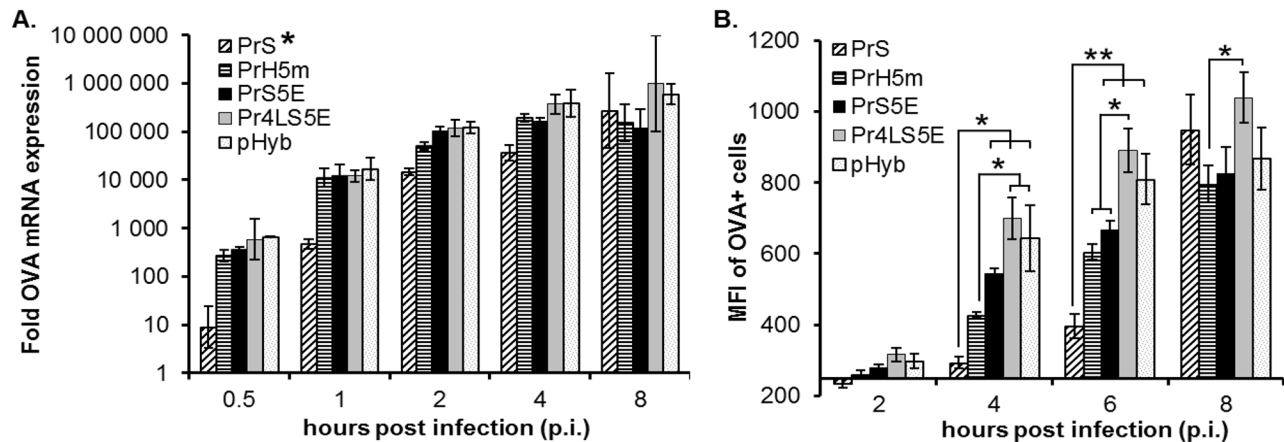 A.
Fold OVA mRNA expression
10 000 000
1 000 000
100 000
10 000
1 000
100
10
1
PrS *
PrH5m
PrS5E
Pr4LS5E
pHyb
0.5 1 2 4 8
hours post infection (p.i.)
B.
MFI of OVA+ cells
1200
1000
800
600
400
200
PrS
PrH5m
PrS5E
Pr4LS5E
pHyb
*
*
**
*
*
2 4 6 8
hours post infection (p.i.)